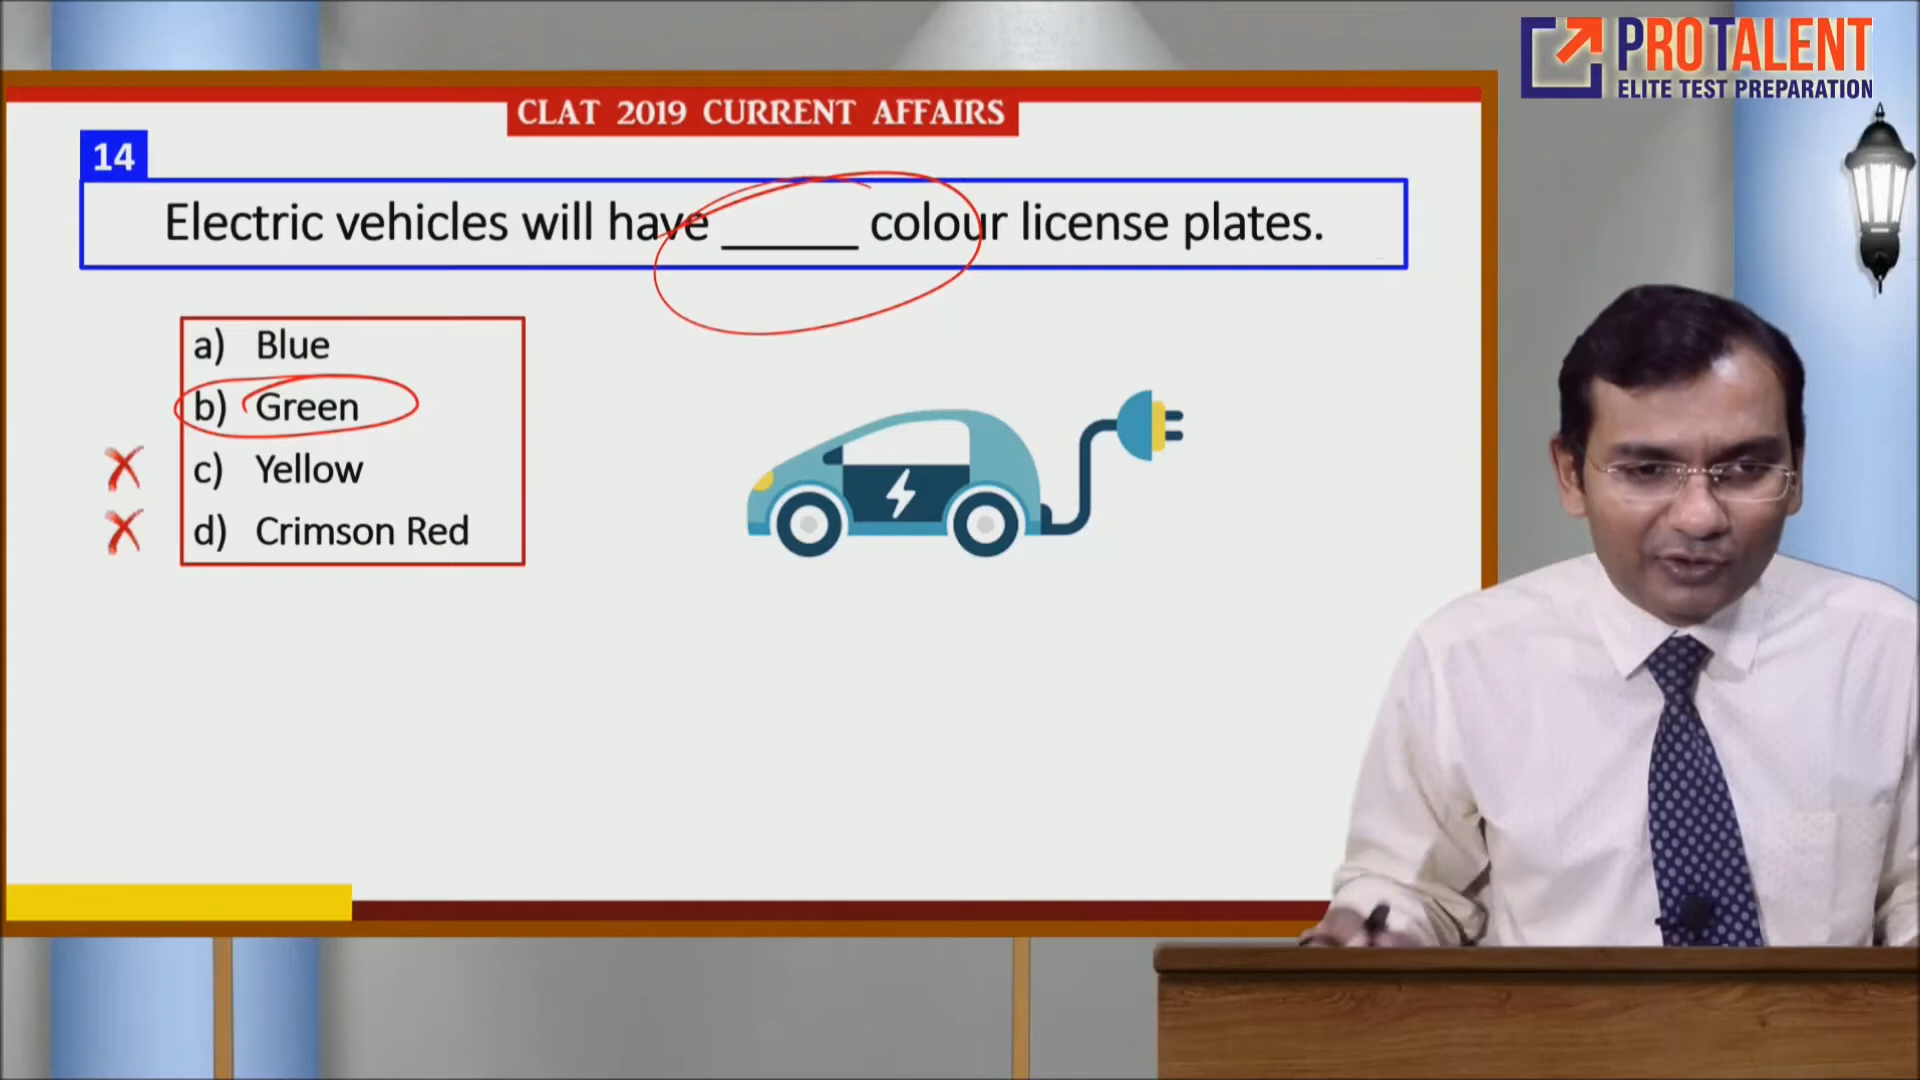 PROTALENT
ELITE TEST PREPARATION
CLAT 2019 CURRENT AFFAIRS
14
Electric vehicles will have _____ colour license plates.
a) Blue
b) Green
c) Yellow
d) Crimson Red